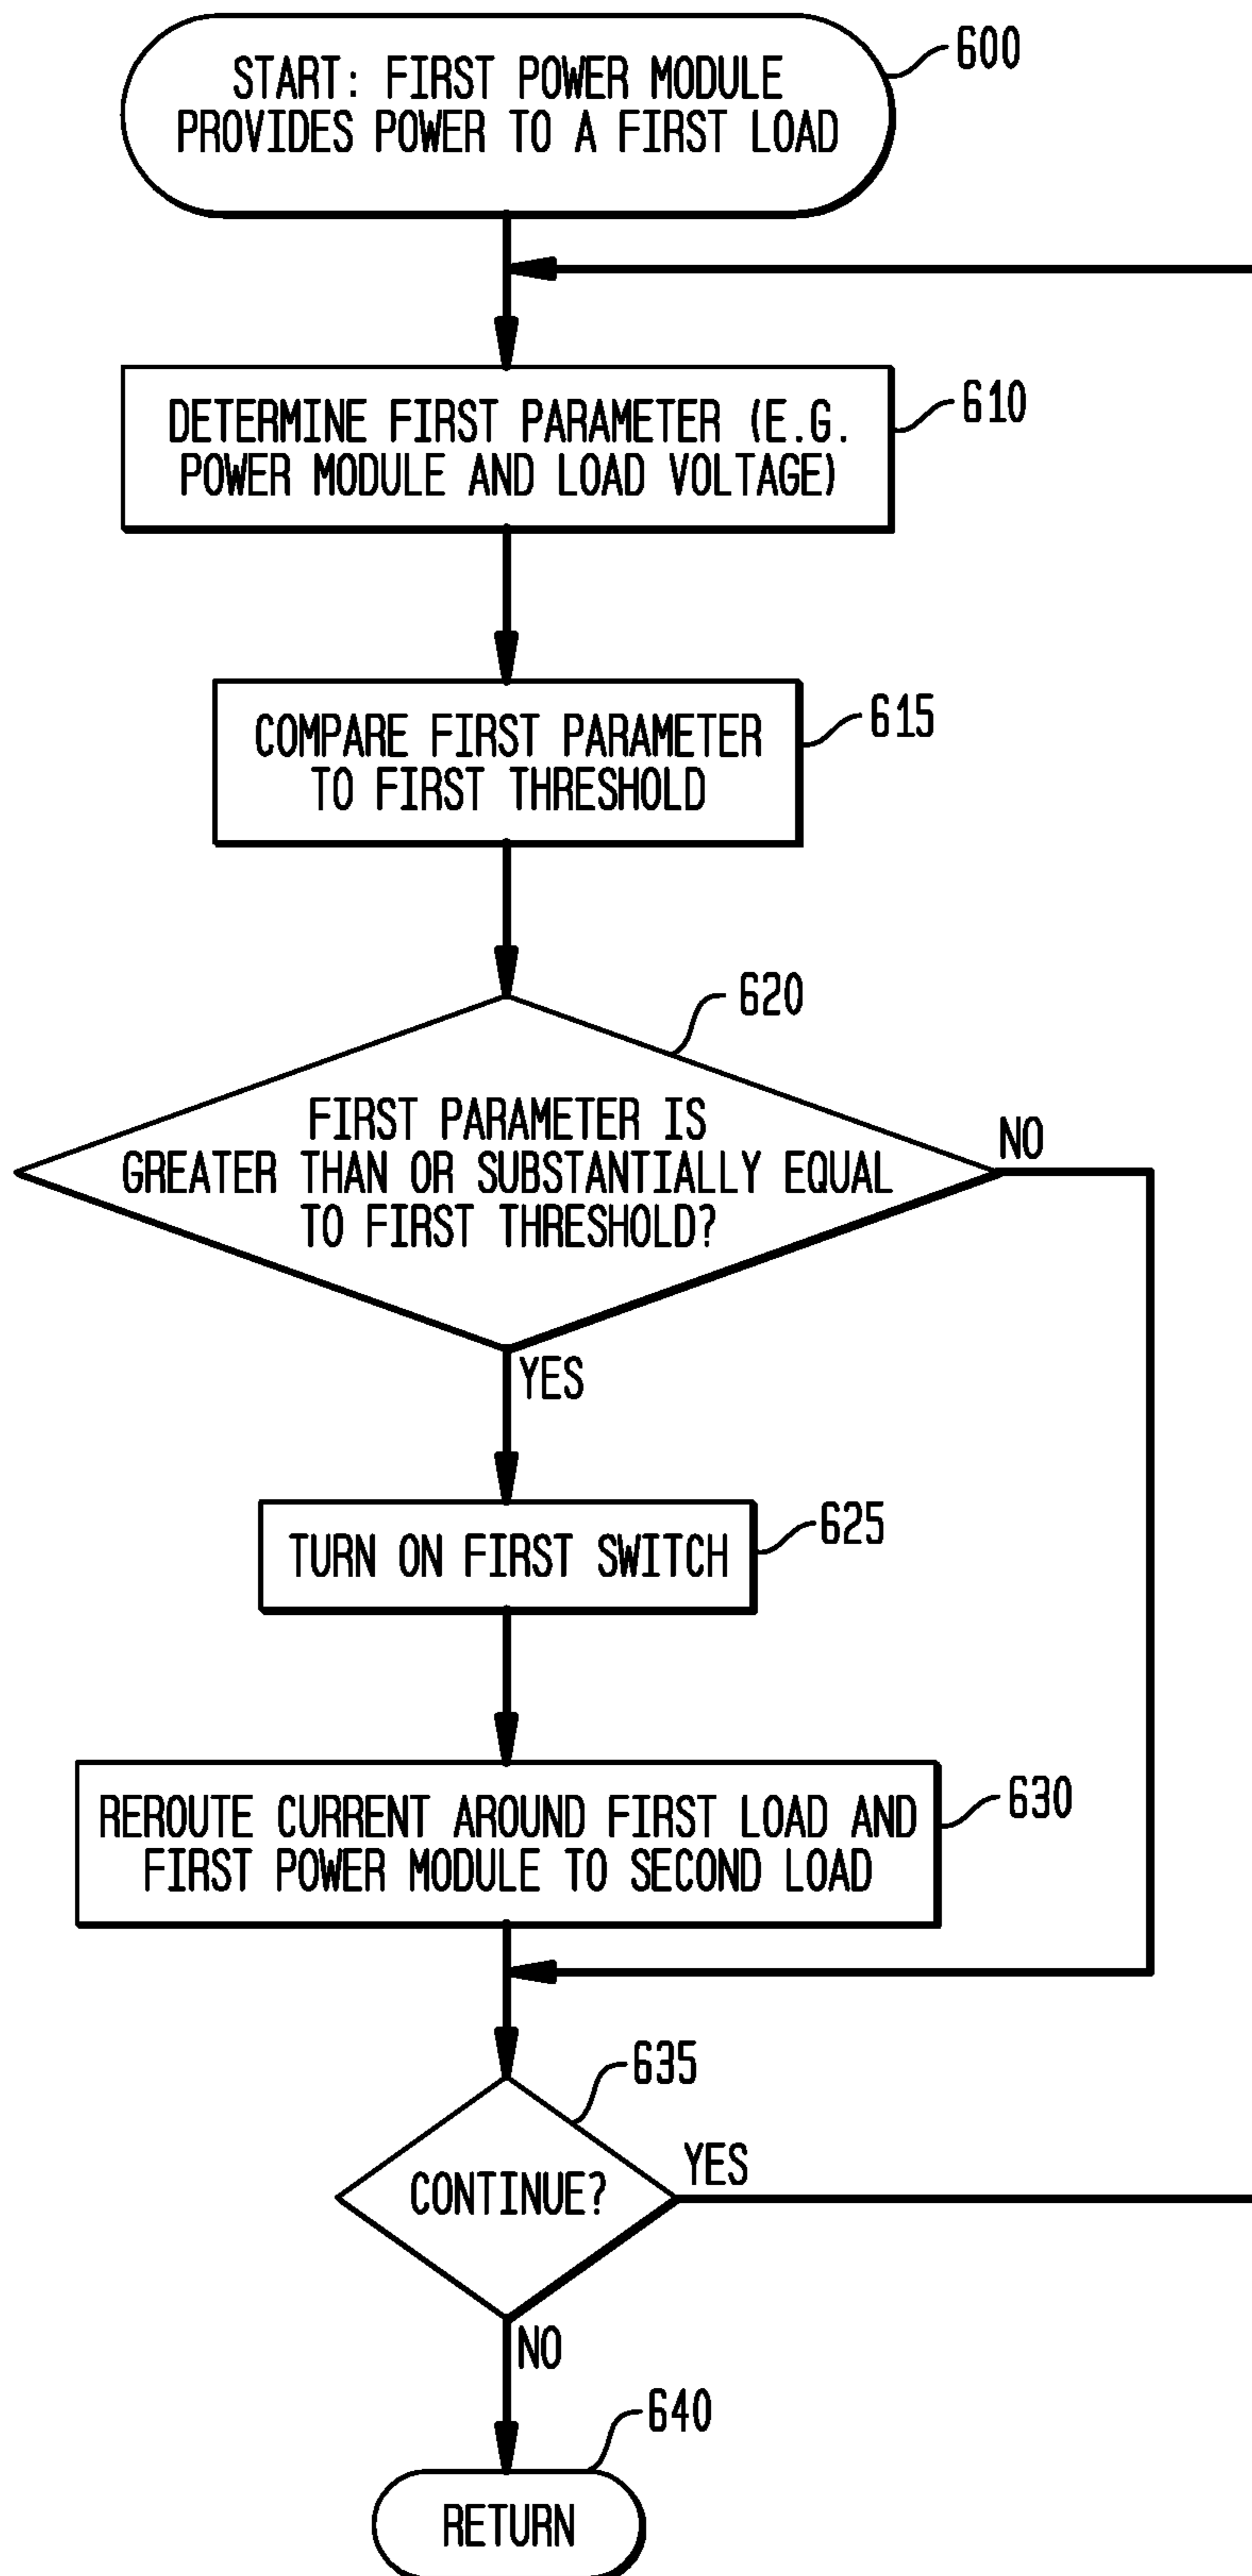 START: FIRST POWER MODULE
PROVIDES POWER TO A FIRST LOAD
600
DETERMINE FIRST PARAMETER (E.G.
POWER MODULE AND LOAD VOLTAGE)
610
COMPARE FIRST PARAMETER
TO FIRST THRESHOLD
615
620
FIRST PARAMETER IS
GREATER THAN OR SUBSTANTIALLY EQUAL
TO FIRST THRESHOLD?
NO
YES
TURN ON FIRST SWITCH
625
REROUTE CURRENT AROUND FIRST LOAD AND
FIRST POWER MODULE TO SECOND LOAD
630
635
CONTINUE?
YES
NO
640
RETURN